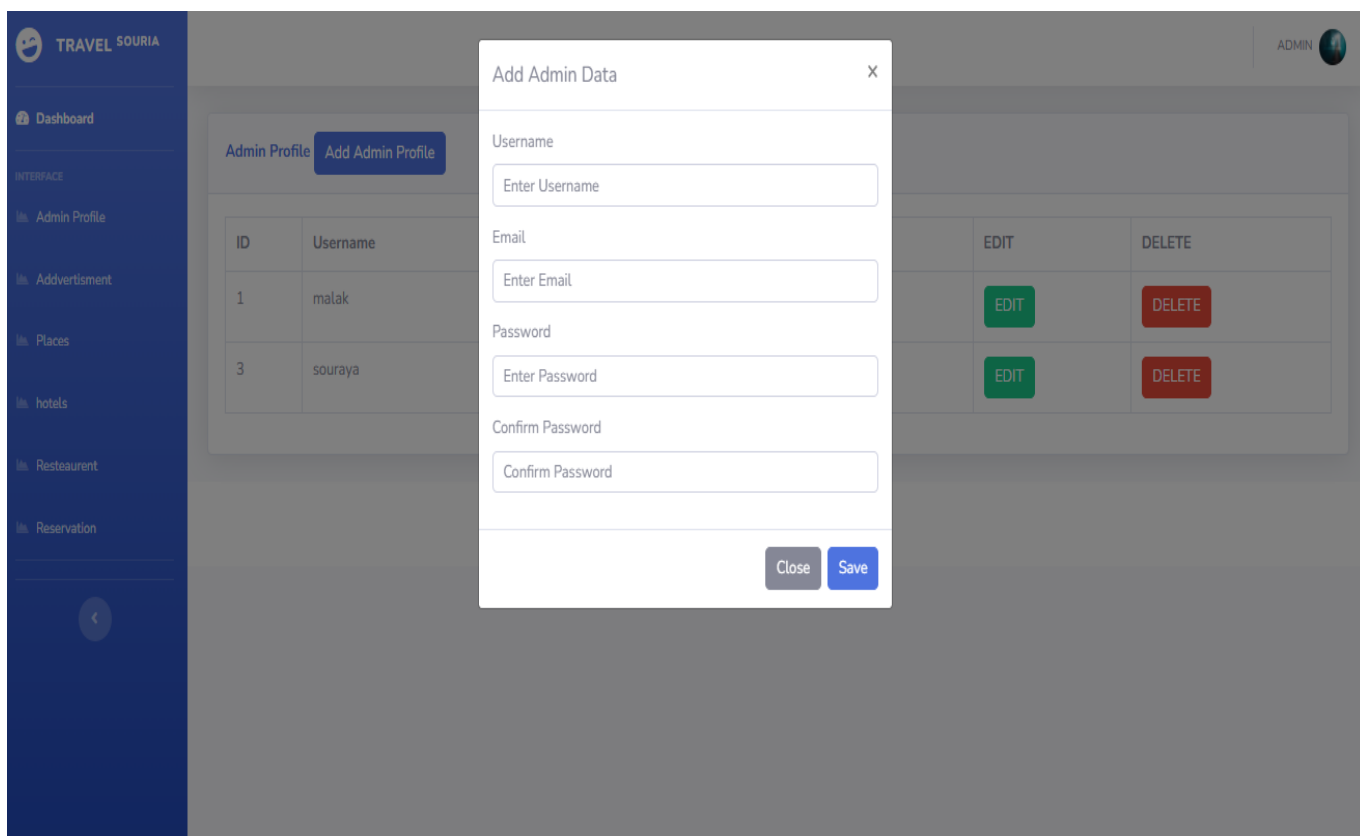 TRAVEL SOURIA
ADMIN
Dashboard
INTERFACE
Admin Profile
Addvertisment
Places
hotels
Resteaurent
Reservation
Admin Profile Add Admin Profile
ID Username EDIT DELETE
1 malak EDIT DELETE
3 souraya EDIT DELETE
Add Admin Data x
Username
Enter Username
Email
Enter Email
Password
Enter Password
Confirm Password
Confirm Password
Close Save